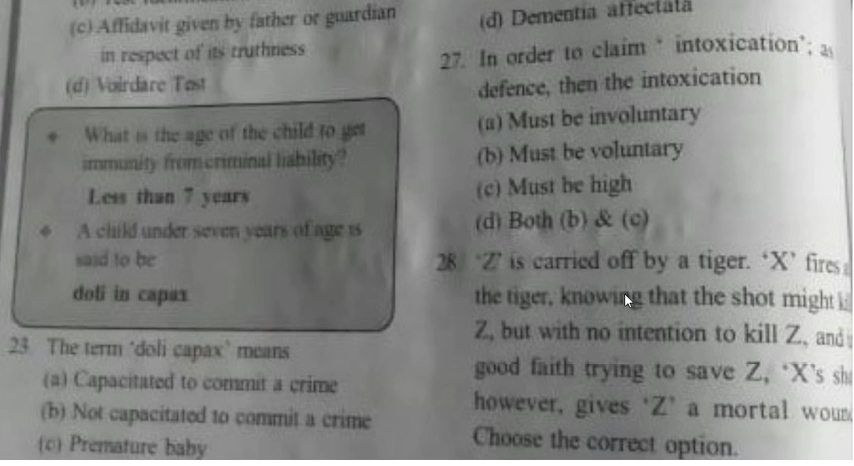 (c) Affidavit given by father or guardian
in respect of its truthness
(d) Voirdare Test
What is the age of the child to get
immunity from criminal liability?
Less than 7 years
A child under seven years of age is
said to be
doli in capax
23. The term 'doli capax' means
(a) Capacitated to commit a crime
(b) Not capacitated to commit a crime
(c) Premature baby
(d) Dementia affectata
27. In order to claim ' intoxication'; as
defence, then the intoxication
(a) Must be involuntary
(b) Must be voluntary
(c) Must be high
(d) Both (b) & (c)
28. 'Z' is carried off by a tiger. 'X' fires
the tiger, knowing that the shot might
Z, but with no intention to kill Z, and
good faith trying to save Z, 'X's
however, gives 'Z' a mortal
Choose the correct option.